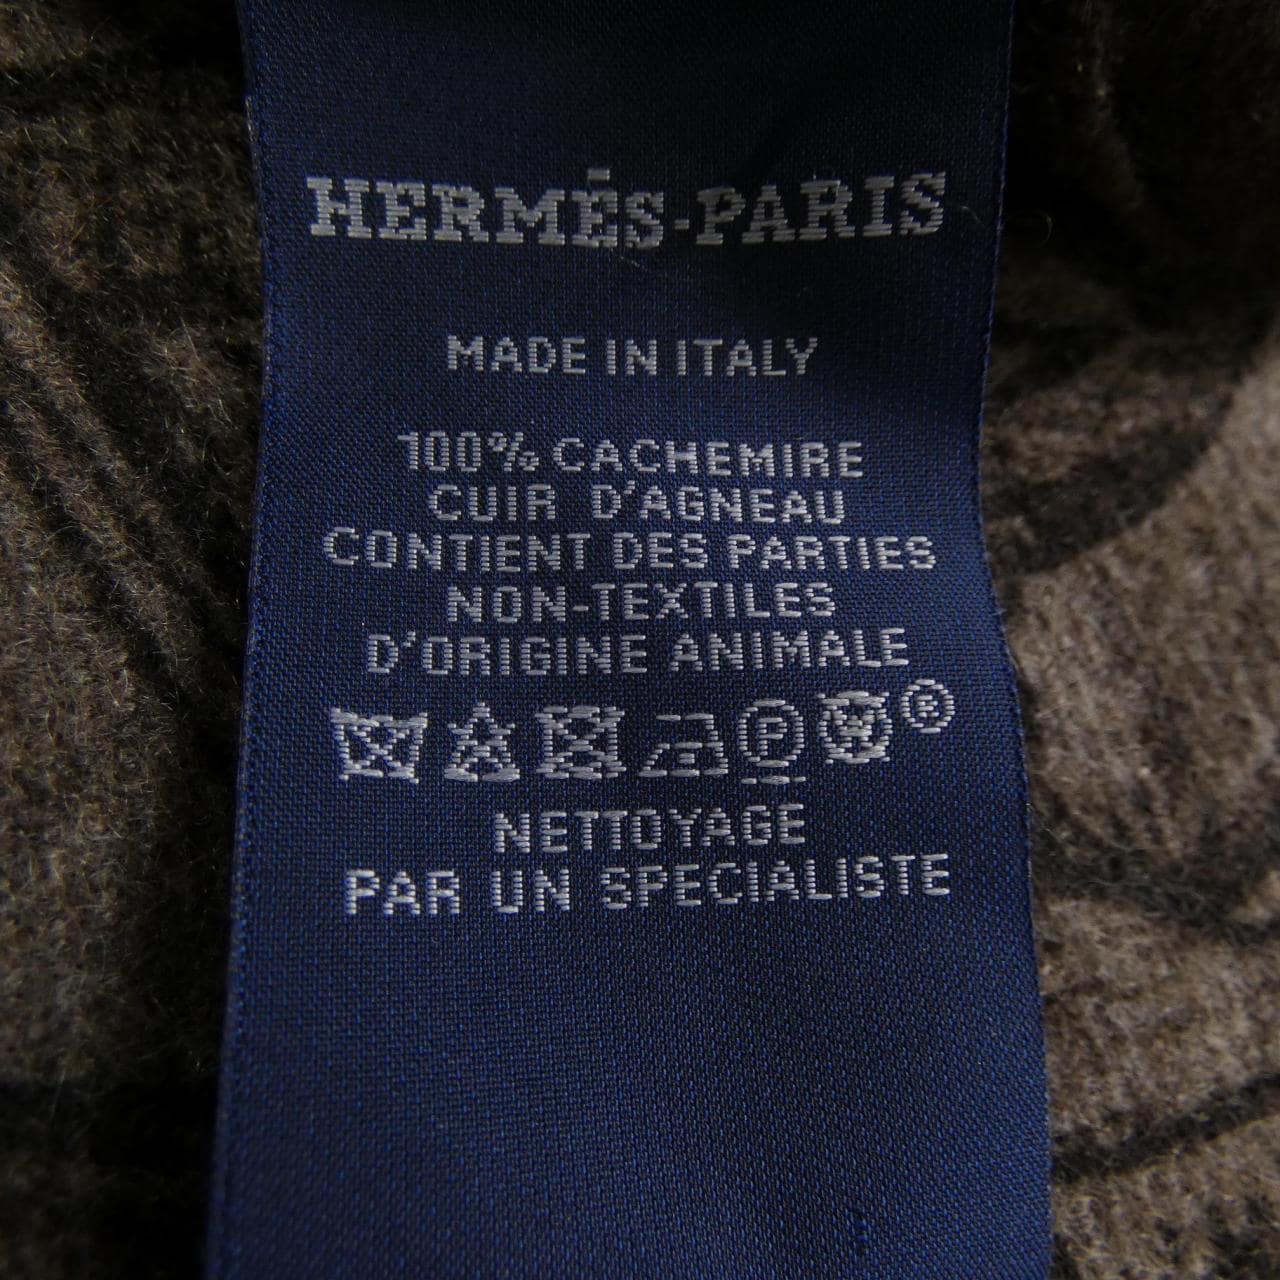 HERMÈS-PARIS
MADE IN ITALY
100% CACHEMIRE
CUIR D'AGNEAU
CONTIENT DES PARTIES
NON-TEXTILES
D'ORIGINE ANIMALE
P ®
NETTOYAGE
PAR UN SPECIALISTE